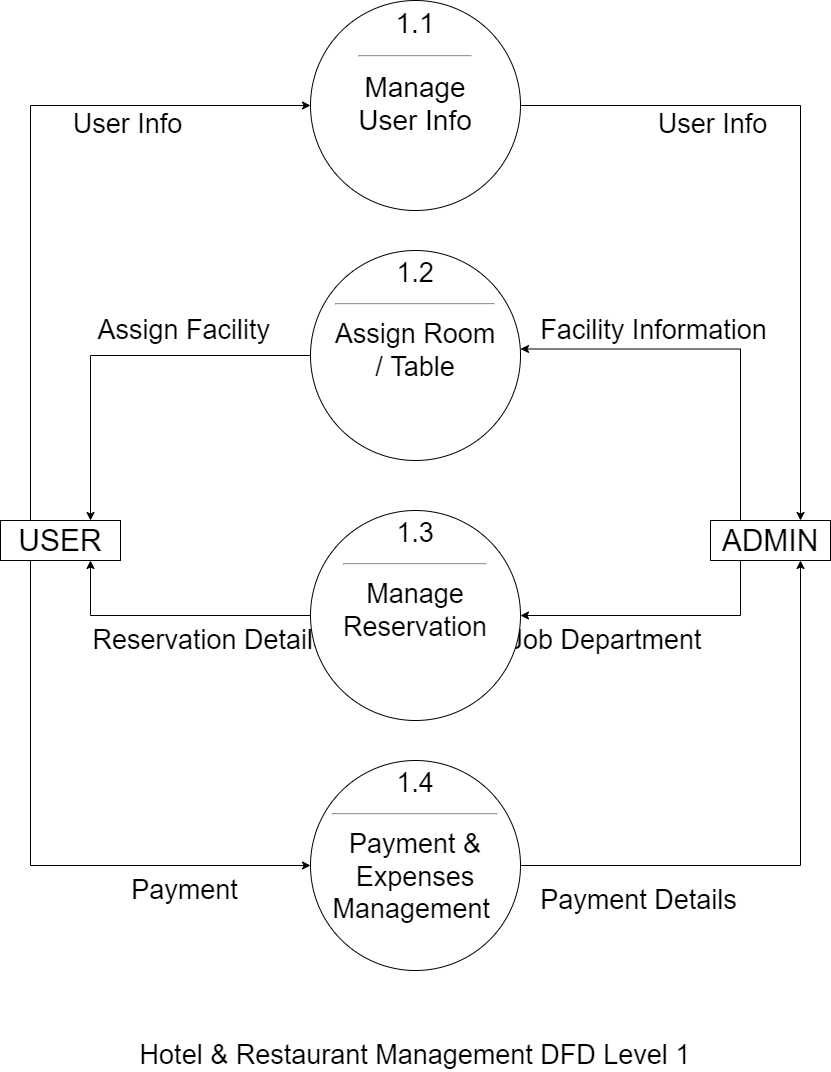 1.1
Manage
User Info
User Info
User Info
1.2
Assign Room
/ Table
Assign Facility
Facility Information
USER
ADMIN
1.3
Manage
Reservation
Reservation Detail
Job Department
1.4
Payment &
Expenses
Management
Payment
Payment Details
Hotel & Restaurant Management DFD Level 1